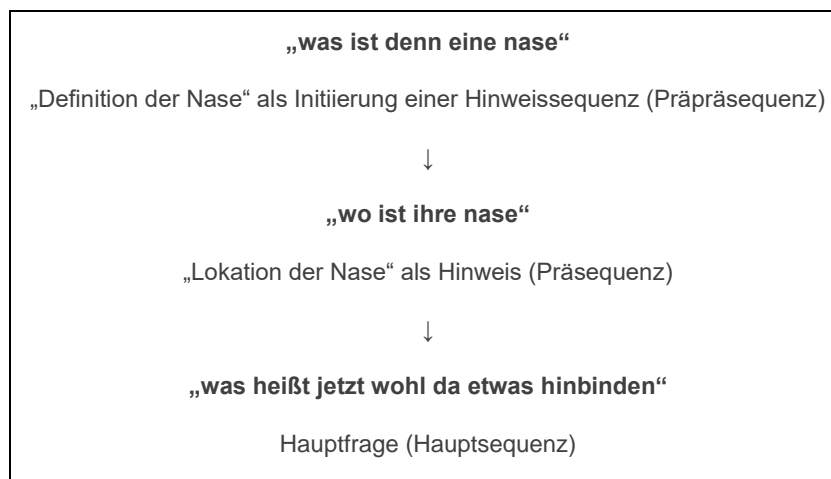 „was ist denn eine nase“
„Definition der Nase“ als Initiierung einer Hinweissequenz (Präpräsequenz)
↓
„wo ist ihre nase“
„Lokation der Nase“ als Hinweis (Präsequenz)
↓
„was heißt jetzt wohl da etwas hinbinden“
Hauptfrage (Hauptsequenz)